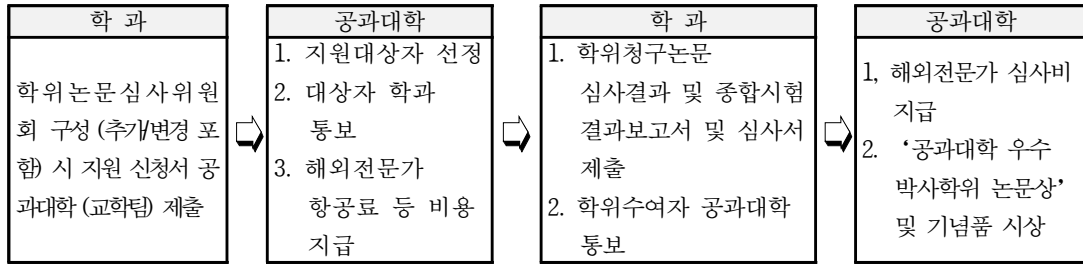 학 과
학위논문심사위원
회 구성(추가/변경 포
함) 시 지원 신청서 공
과대학(교학팀) 제출
공과대학
1. 지원대상자 선정
2. 대상자 학과
통보
3. 해외전문가
항공료 등 비용
지급
학 과
1. 학위청구논문
심사결과 및 종합시험
결과보고서 및 심사서
제출
2. 학위수여자 공과대학
통보
공과대학
1, 해외전문가 심사비
지급
2. ‘공과대학 우수
박사학위 논문상’
및 기념품 시상